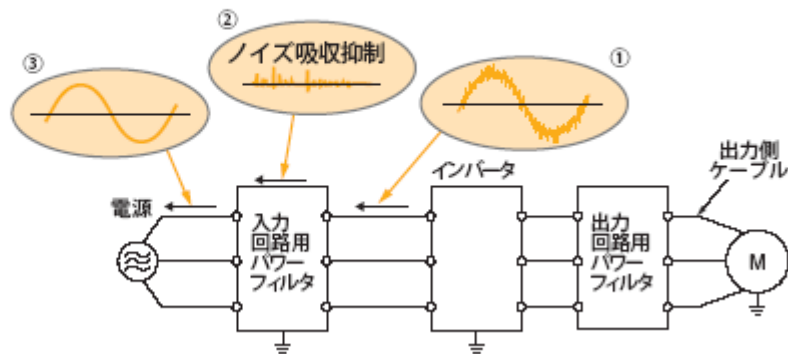 ②
ノイズ吸収抑制
③
①
電源
インバータ
出力側
ケーブル
入力
回路用
パワー
フィルタ
出力
回路用
パワー
フィルタ
M